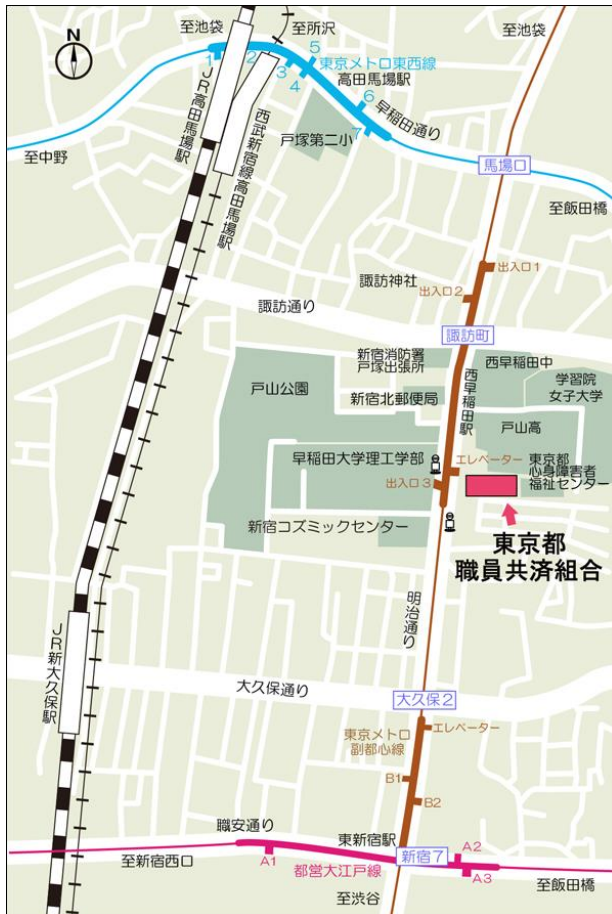 N
至池袋
至所沢
至池袋
1
2
3
4
5
東京メトロ東西線
高田馬場駅
6
早稲田通り
7
JR高田馬場駅
西武新宿線高田馬場駅
戸塚第二小
至中野
馬場口
至飯田橋
出入口1
諏訪神社
出入口2
諏訪通り
諏訪町
新宿消防署
戸塚出張所
西早稲田中
西早稲田駅
学習院
女子大学
戸山公園
新宿北郵便局
戸山高
早稲田大学理工学部
エレベーター
東京都
心身障害者
福祉センター
出入口3
新宿コズミックセンター
東京都
職員共済組合
明治通り
JR新大久保駅
大久保通り
大久保2
東京メトロ
副都心線
エレベーター
B1
B2
職安通り
東新宿駅
A1
都営大江戸線
新宿7
A2
A3
至新宿西口
至渋谷
至飯田橋